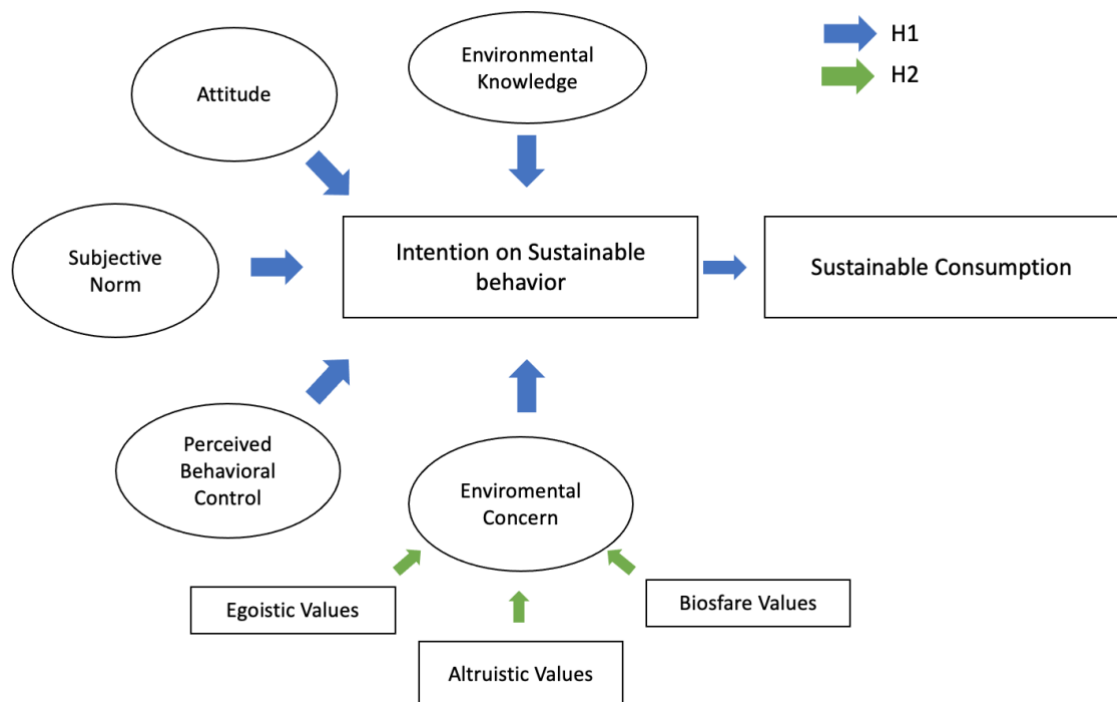 H1
H2
Environmental
Knowledge
Attitude
Subjective
Norm
Intention on Sustainable
behavior
Sustainable Consumption
Perceived
Behavioral
Control
Enviromental
Concern
Egoistic Values
Altruistic Values
Biosfare Values